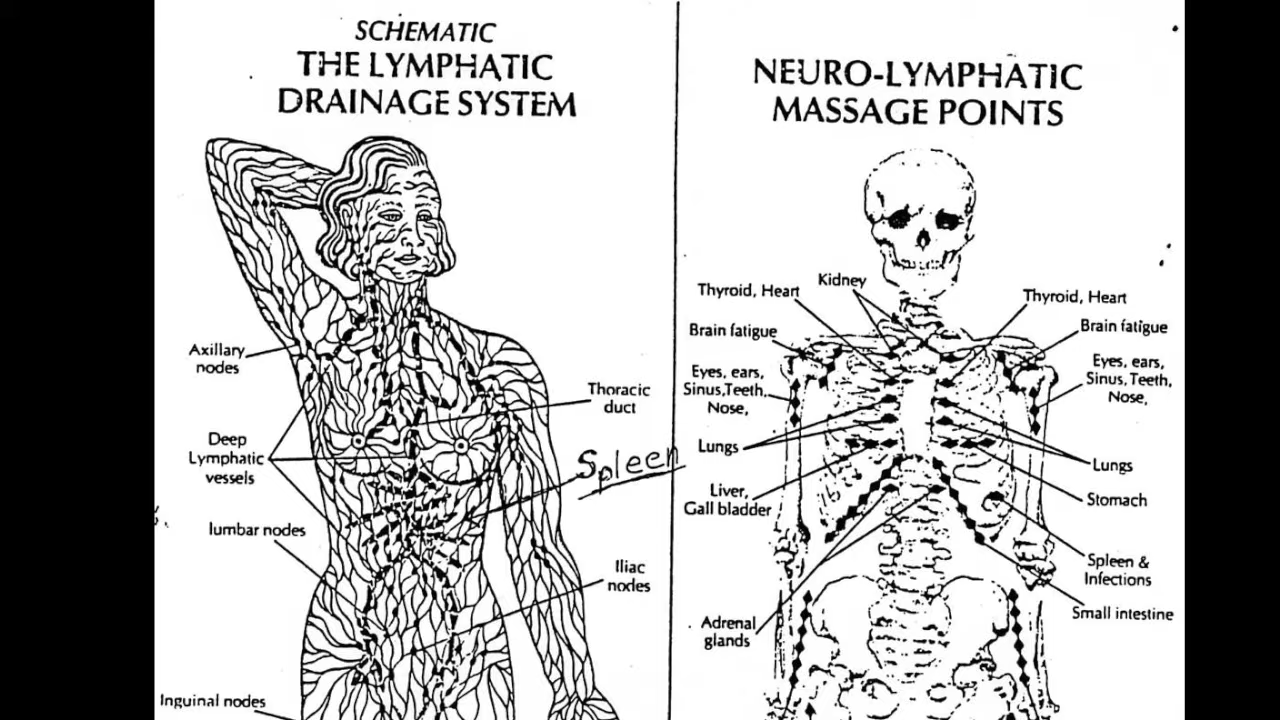 SCHEMATIC
THE LYMPHATIC
DRAINAGE SYSTEM
Axillary
nodes
Deep
Lymphatic
vessels
lumbar nodes
Inguinal nodes
Thoracic
duct
Spleen
Iliac
nodes
NEURO-LYMPHATIC
MASSAGE POINTS
Kidney
Thyroid, Heart
Brain fatigue
Eyes, ears,
Sinus,Teeth,
Nose,
Lungs
Liver,
Gall bladder
Adrenal
glands
Thyroid, Heart
Brain fatigue
Eyes, ears,
Sinus, Teeth,
Nose,
Lungs
Stomach
Spleen &
Infections
Small intestine